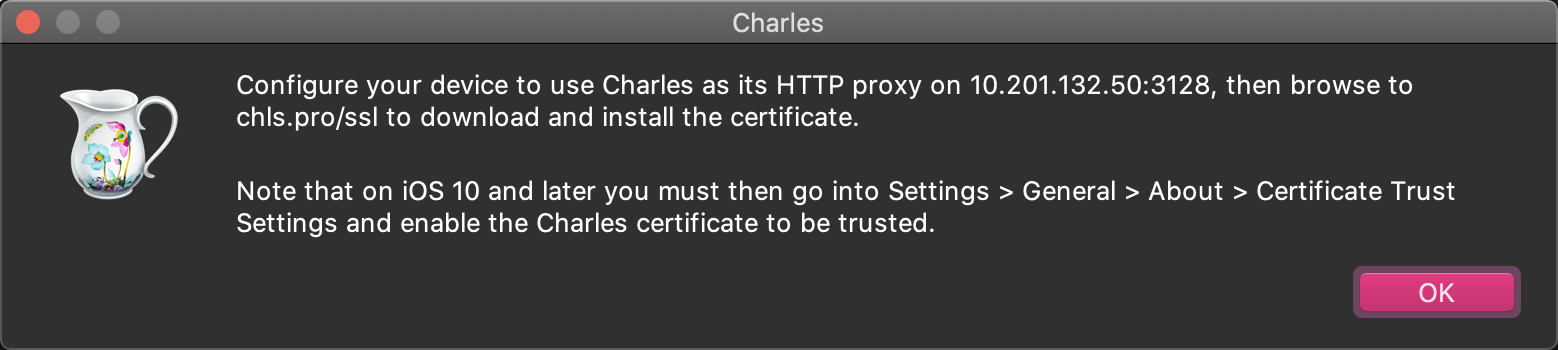 Charles
Configure your device to use Charles as its HTTP proxy on 10.201.132.50:3128, then browse to
chls.pro/ssl to download and install the certificate.
Note that on iOS 10 and later you must then go into Settings > General > About > Certificate Trust
Settings and enable the Charles certificate to be trusted.
OK